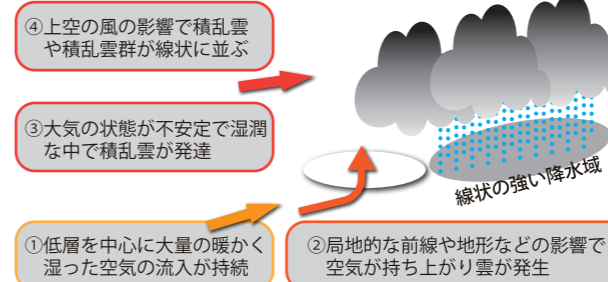 ④上空の風の影響で積乱雲
や積乱雲群が線状に並ぶ
③大気の状態が不安定で湿潤
な中で積乱雲が発達
線状の強い降水域
①低層を中心に大量の暖かく
湿った空気の流入が持続
②局地的な前線や地形などの影響で
空気が持ち上がり雲が発生